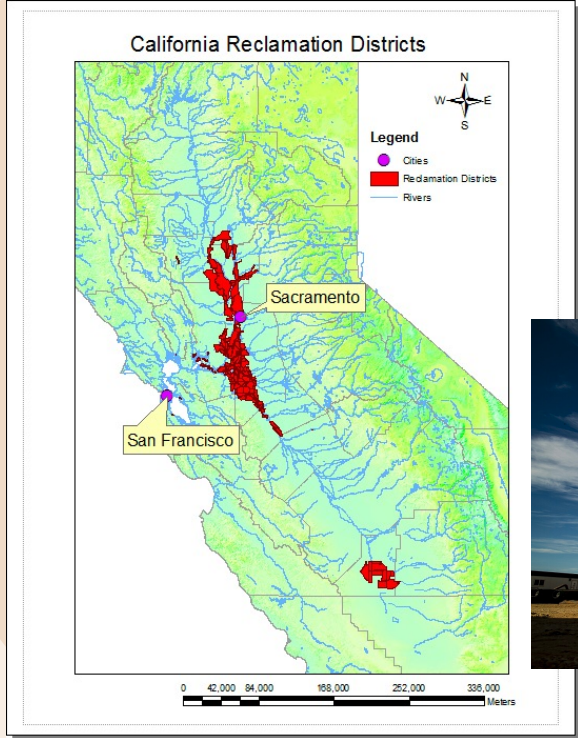 California Reclamation Districts
N
W E
S
Legend
Cities
Reclamation Districts
Rivers
Sacramento
San Francisco
0 42,000 84,000 168,000 252,000 336,000
Meters